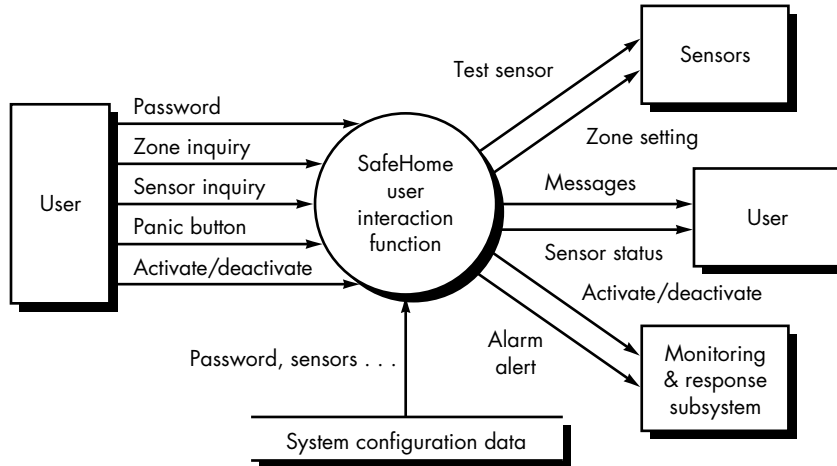 User
Password
Zone inquiry
Sensor inquiry
Panic button
Activate/deactivate
SafeHome
user
interaction
function
Password, sensors . . .
System configuration data
Test sensor
Zone setting
Sensors
Messages
Sensor status
User
Activate/deactivate
Alarm
alert
Monitoring
& response
subsystem